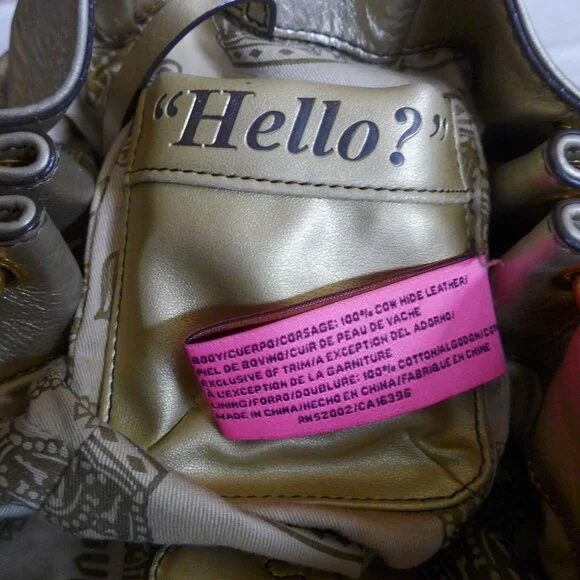 “Hello?”
BODY/CUERPO/CORSAGE: 100% COW HIDE LEATHER/
PIEL DE BOVINO/CUIR DE PEAU DE VACHE
EXCLUSIVE OF TRIM/A EXCEPTION DEL ADORNO/
A L'EXCEPTION DE LA GARNITURE
LINING/FORRO/DOUBLURE: 100% COTTON/ALGODON/COT
MADE IN CHINA/HECHO EN CHINA/FABRIQUE EN CHINE
RN52002/CA16396